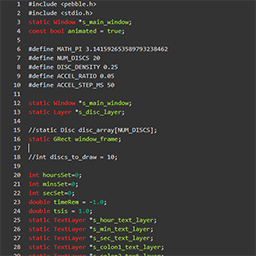 1 #include <pebble.h>
2 #include <stdio.h>
3 static Window *s_main_window;
4 const bool animated = true;
5
6 #define MATH_PI 3.141592653589793238462
7 #define NUM_DISCS 20
8 #define DISC_DENSITY 0.25
9 #define ACCEL_RATIO 0.05
10 #define ACCEL_STEP_MS 50
11
12 static Window *s_main_window;
13 static Layer *s_disc_layer;
14
15 //static Disc disc_array[NUM_DISCS];
16 static GRect window_frame;
17
18 //int discs_to_draw = 10;
19
20 int hoursSet=0;
21 int minsSet=0;
22 int secSet=0;
23 double timeRem = -1.0;
24 double tsis = 1.0;
25 static TextLayer *s_hour_text_layer;
26 static TextLayer *s_min_text_layer;
27 static TextLayer *s_sec_text_layer;
28 static TextLayer *s_colon1_text_layer;
29 static TextLayer *s_colon2_text_layer;